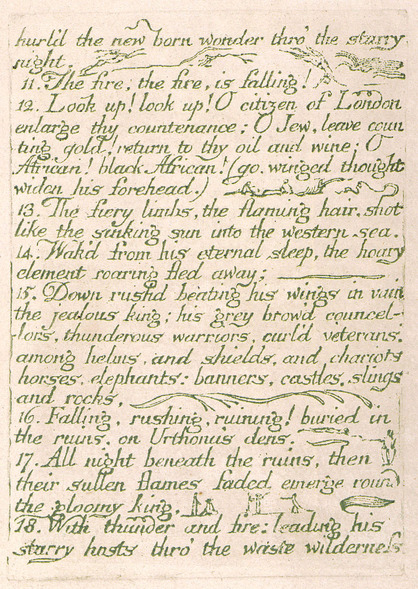 hurl'd the new born wonder thro' the starry
night.
11. The fire, the fire, is falling!
12. Look up! look up! O citizen of London
enlarge thy countenance; O Jew, leave coun
ting gold! return to thy oil and wine; O
African! black African! (go. winged thought
widen his forehead.)
13. The fiery limbs, the flaming hair, shot
like the sinking sun into the western sea.
14. Wak'd from his eternal sleep, the hoary
element roaring fled away;
15. Down rush'd beating his wings in vain
the jealous king; his grey brow'd councel-
lors, thunderous warriors, curl'd veterans,
among helms, and shields, and chariots
horses, elephants: banners, castles, slings
and rocks,
16. Falling, rushing, ruining! buried in
the ruins, on Urthona's dens.
17. All night beneath the ruins, then
their sullen flames faded emerge round
the gloomy king,
18. With thunder and fire: leading his
starry hosts thro' the waste wilderness